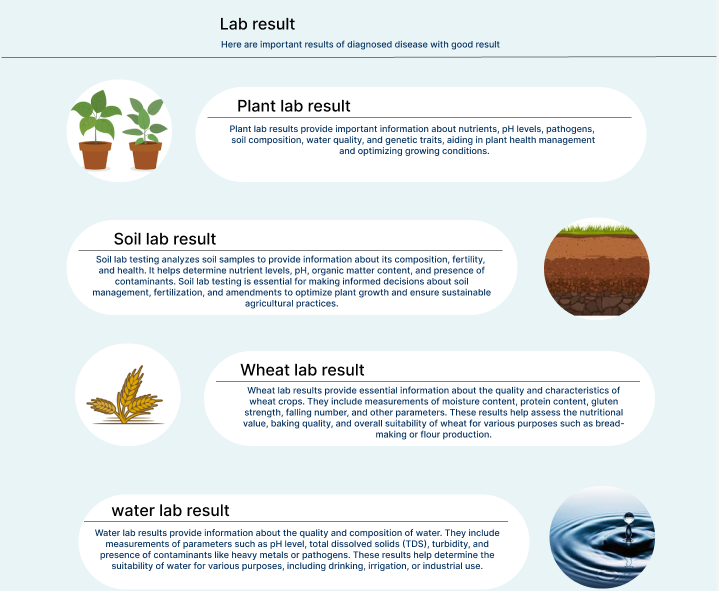 Lab result
Here are important results of diagnosed disease with good result
Plant lab result
Plant lab results provide important information about nutrients, pH levels, pathogens,
soil composition, water quality, and genetic traits, aiding in plant health management
and optimizing growing conditions.
Soil lab result
Soil lab testing analyzes soil samples to provide information about its composition, fertility,
and health. It helps determine nutrient levels, pH, organic matter content, and presence of
contaminants. Soil lab testing is essential for making informed decisions about soil
management, fertilization, and amendments to optimize plant growth and ensure sustainable
agricultural practices.
Wheat lab result
Wheat lab results provide essential information about the quality and characteristics of
wheat crops. They include measurements of moisture content, protein content, gluten
strength, falling number, and other parameters. These results help assess the nutritional
value, baking quality, and overall suitability of wheat for various purposes such as bread-
making or flour production.
water lab result
Water lab results provide information about the quality and composition of water. They include
measurements of parameters such as pH level, total dissolved solids (TDS), turbidity, and
presence of contaminants like heavy metals or pathogens. These results help determine the
suitability of water for various purposes, including drinking, irrigation, or industrial use.